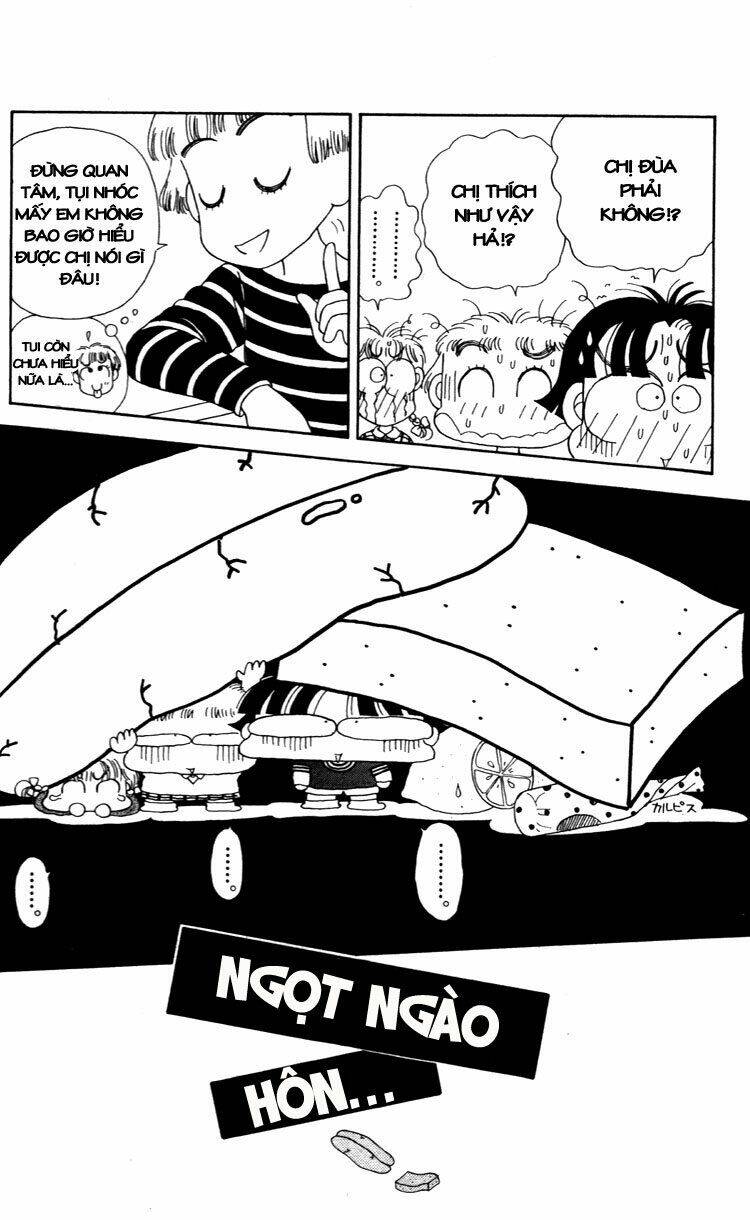 CHỊ ĐÙA
PHẢI
KHÔNG!?
CHỊ THÍCH
NHƯ VẬY
HẢ!?
.........
ĐỪNG QUAN
TÂM, TỤI NHÓC
MẤY EM KHÔNG
BAO GIỜ HIỂU
ĐƯỢC CHỊ NÓI GÌ
ĐÂU!
TUI CÒN
CHƯA HIỂU
NỮA LÀ...
カルピス
......。
......。
......。
NGỌT NGÀO
HÔN...